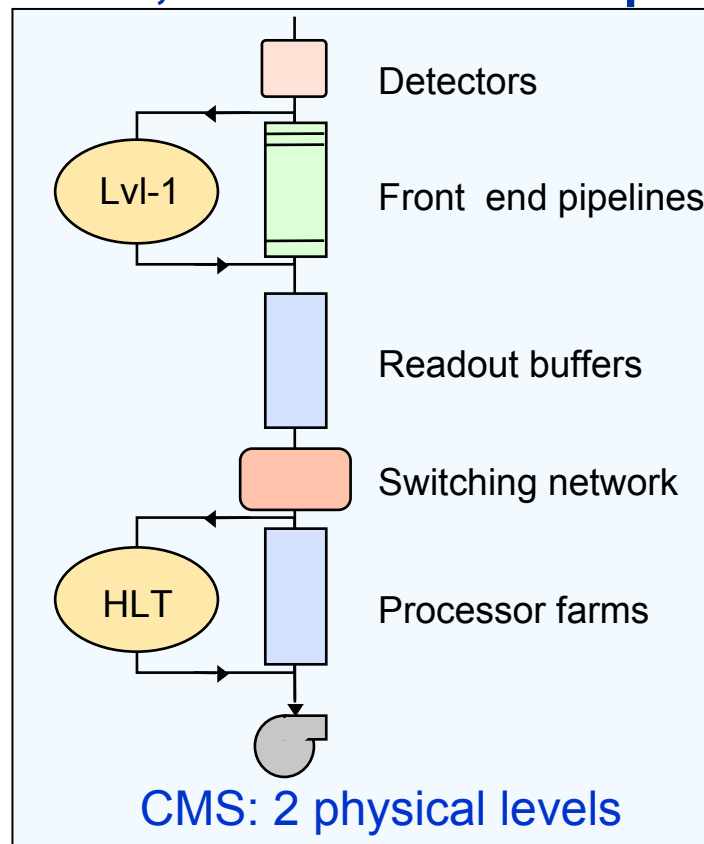 Detectors
Lvl-1
Front end pipelines
Readout buffers
Switching network
HLT
Processor farms
CMS: 2 physical levels